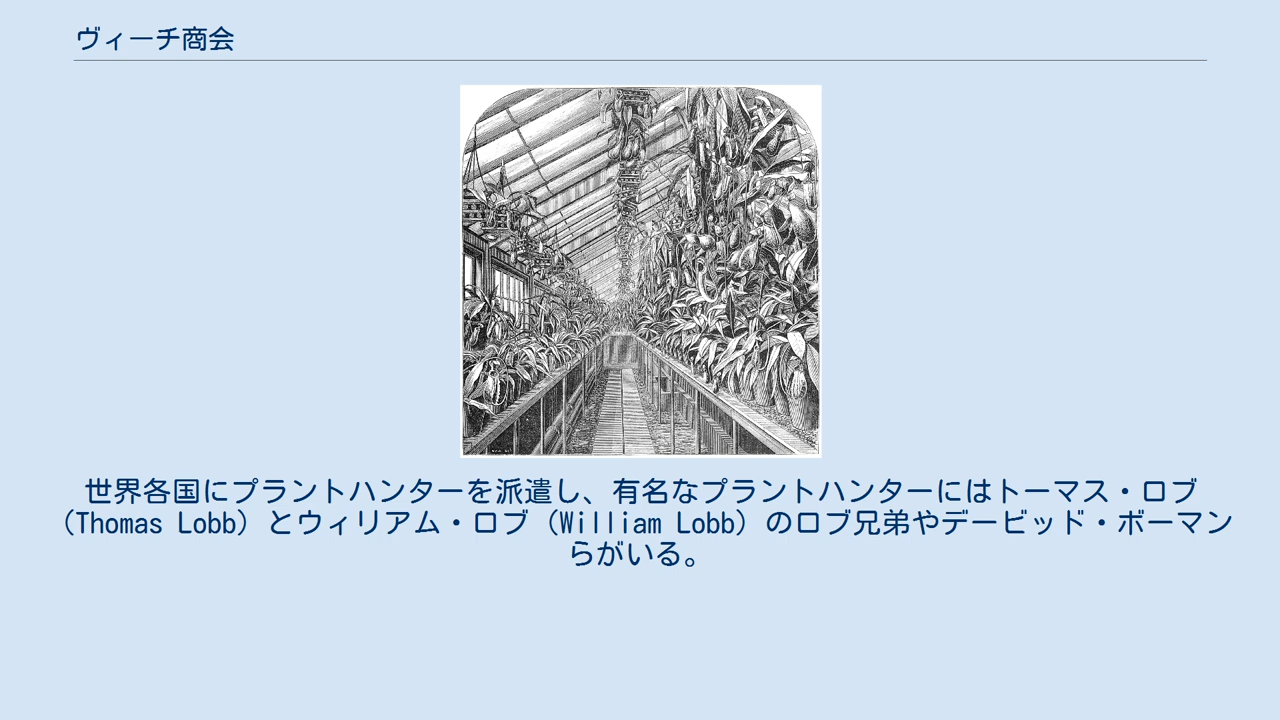 ヴィーチ商会
世界各国にプラントハンターを派遣し、有名なプラントハンターにはトーマス・ロブ
（Thomas Lobb）とウィリアム・ロブ（William Lobb）のロブ兄弟やデービッド・ボーマン
らがいる。